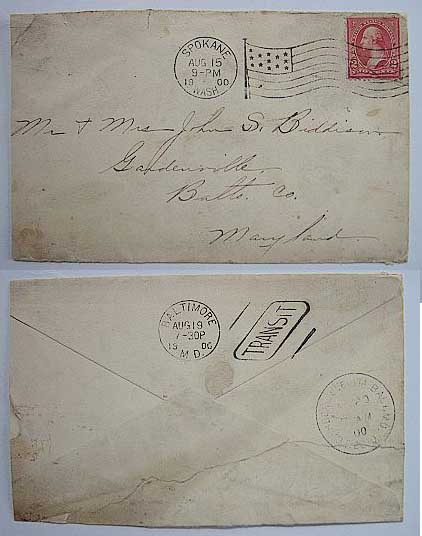 SPOKANE
AUG 15
9-PM
19 00
WASH.
Mr + Mrs John S. Biddison
Gardenville
Balto. Co.
Maryland.
BALTIMORE
AUG 19
7-30P
19 00
M.D.
TRANSIT
00